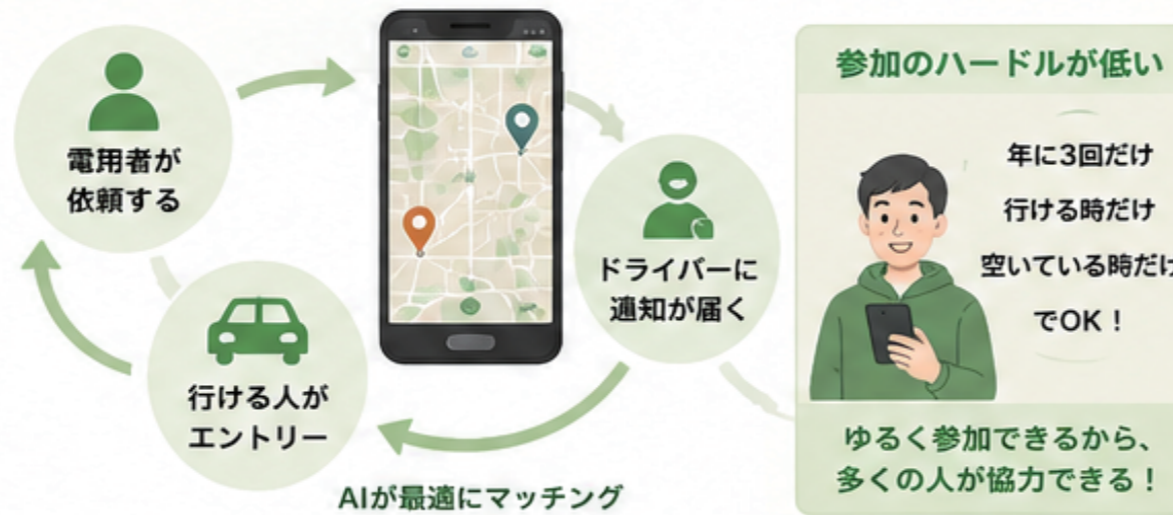 電用者が
依頼する
ドライバーに
通知が届く
行ける人が
エントリー
AIが最適にマッチング
参加のハードルが低い
年に3回だけ
行ける時だけ
空いている時だけ
でOK！
ゆるく参加できるから、
多くの人が協力できる！